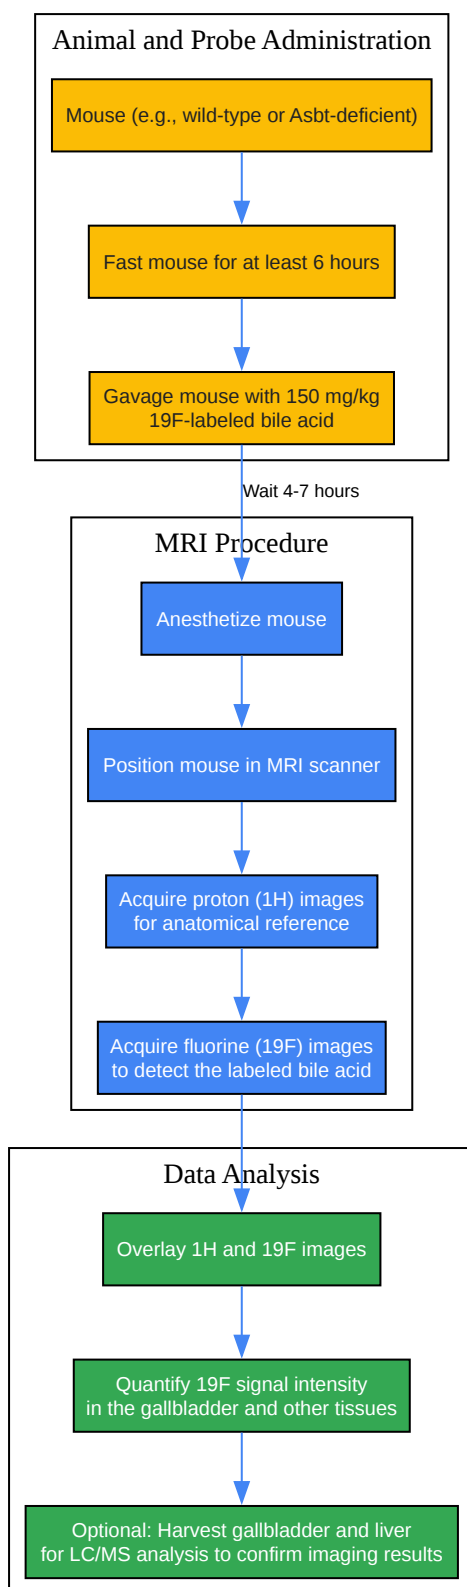 Animal and Probe Administration
Mouse (e.g., wild-type or Asbt-deficient)
Fast mouse for at least 6 hours
Gavage mouse with 150 mg/kg
19F-labeled bile acid
Wait 4-7 hours
MRI Procedure
Anesthetize mouse
Position mouse in MRI scanner
Acquire proton (1H) images
for anatomical reference
Acquire fluorine (19F) images
to detect the labeled bile acid
Data Analysis
Overlay 1H and 19F images
Quantify 19F signal intensity
in the gallbladder and other tissues
Optional: Harvest gallbladder and liver
for LC/MS analysis to confirm imaging results